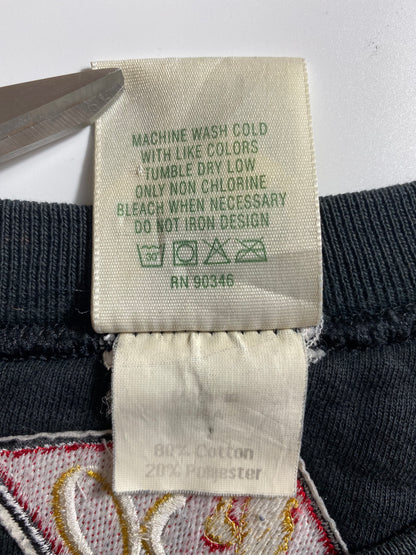 MACHINE WASH COLD
WITH LIKE COLORS
TUMBLE DRY LOW
ONLY NON CHLORINE
BLEACH WHEN NECESSARY
DO NOT IRON DESIGN
30°
RN 90346
80% Cotton
20% Polyester